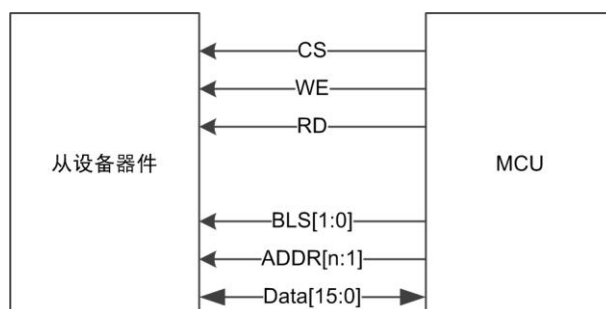 CS
WE
RD
从设备器件
MCU
BLS[1:0]
ADDR[n:1]
Data[15:0]